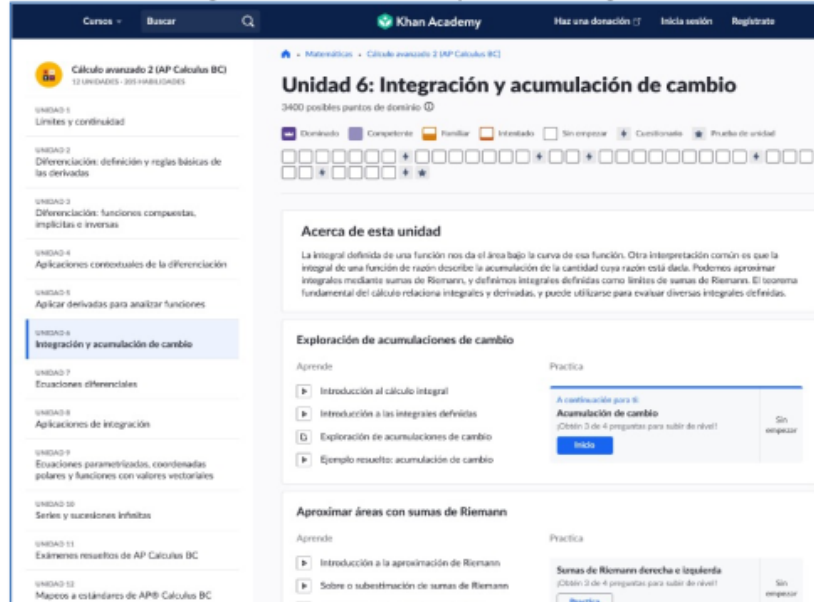 Cursos
Buscar
Khan Academy
Haz una donación
Inicia sesión
Regístrate
Cálculo avanzado 2 (AP Calculus BC)
12 UNIDADES · 205 HABILIDADES
UNIDAD 1
Límites y continuidad
UNIDAD 2
Diferenciación: definición y reglas básicas de
las derivadas
UNIDAD 3
Diferenciación: funciones compuestas,
implícitas e inversas
UNIDAD 4
Aplicaciones contextuales de la diferenciación
UNIDAD 5
Aplicar derivadas para analizar funciones
UNIDAD 6
Integración y acumulación de cambio
UNIDAD 7
Ecuaciones diferenciales
UNIDAD 8
Aplicaciones de integración
UNIDAD 9
Ecuaciones parametrizadas, coordenadas
polares y funciones con valores vectoriales
UNIDAD 10
Series y sucesiones infinitas
UNIDAD 11
Exámenes resueltos de AP Calculus BC
UNIDAD 12
Mapeos a estándares de AP® Calculus BC
Matemáticas
Cálculo avanzado 2 (AP Calculus BC)
Unidad 6: Integración y acumulación de cambio
3400 posibles puntos de dominio
Dominado Competente Familiar Intentado Sin empezar Cuestionario Prueba de unidad
Acerca de esta unidad
La integral definida de una función nos da el área bajo la curva de esa función. Otra interpretación común es que la
integral de una función de razón describe la acumulación de la cantidad cuya razón está dada. Podemos aproximar
integrales mediante sumas de Riemann, y definimos integrales definidas como límites de sumas de Riemann. El teorema
fundamental del cálculo relaciona integrales y derivadas, y puede utilizarse para evaluar diversas integrales definidas.
Exploración de acumulaciones de cambio
Aprende
Introducción al cálculo integral
Introducción a las integrales definidas
Exploración de acumulaciones de cambio
Ejemplo resuelto: acumulación de cambio
Practica
A continuación para ti
Acumulación de cambio
¡Obtén 3 de 4 preguntas para subir de nivel!
Inicio
Sin
empezar
Aproximar áreas con sumas de Riemann
Aprende
Introducción a la aproximación de Riemann
Sobre o subestimación de sumas de Riemann
Practica
Sumas de Riemann derecha e izquierda
¡Obtén 3 de 4 preguntas para subir de nivel!
Practica
Sin
empezar